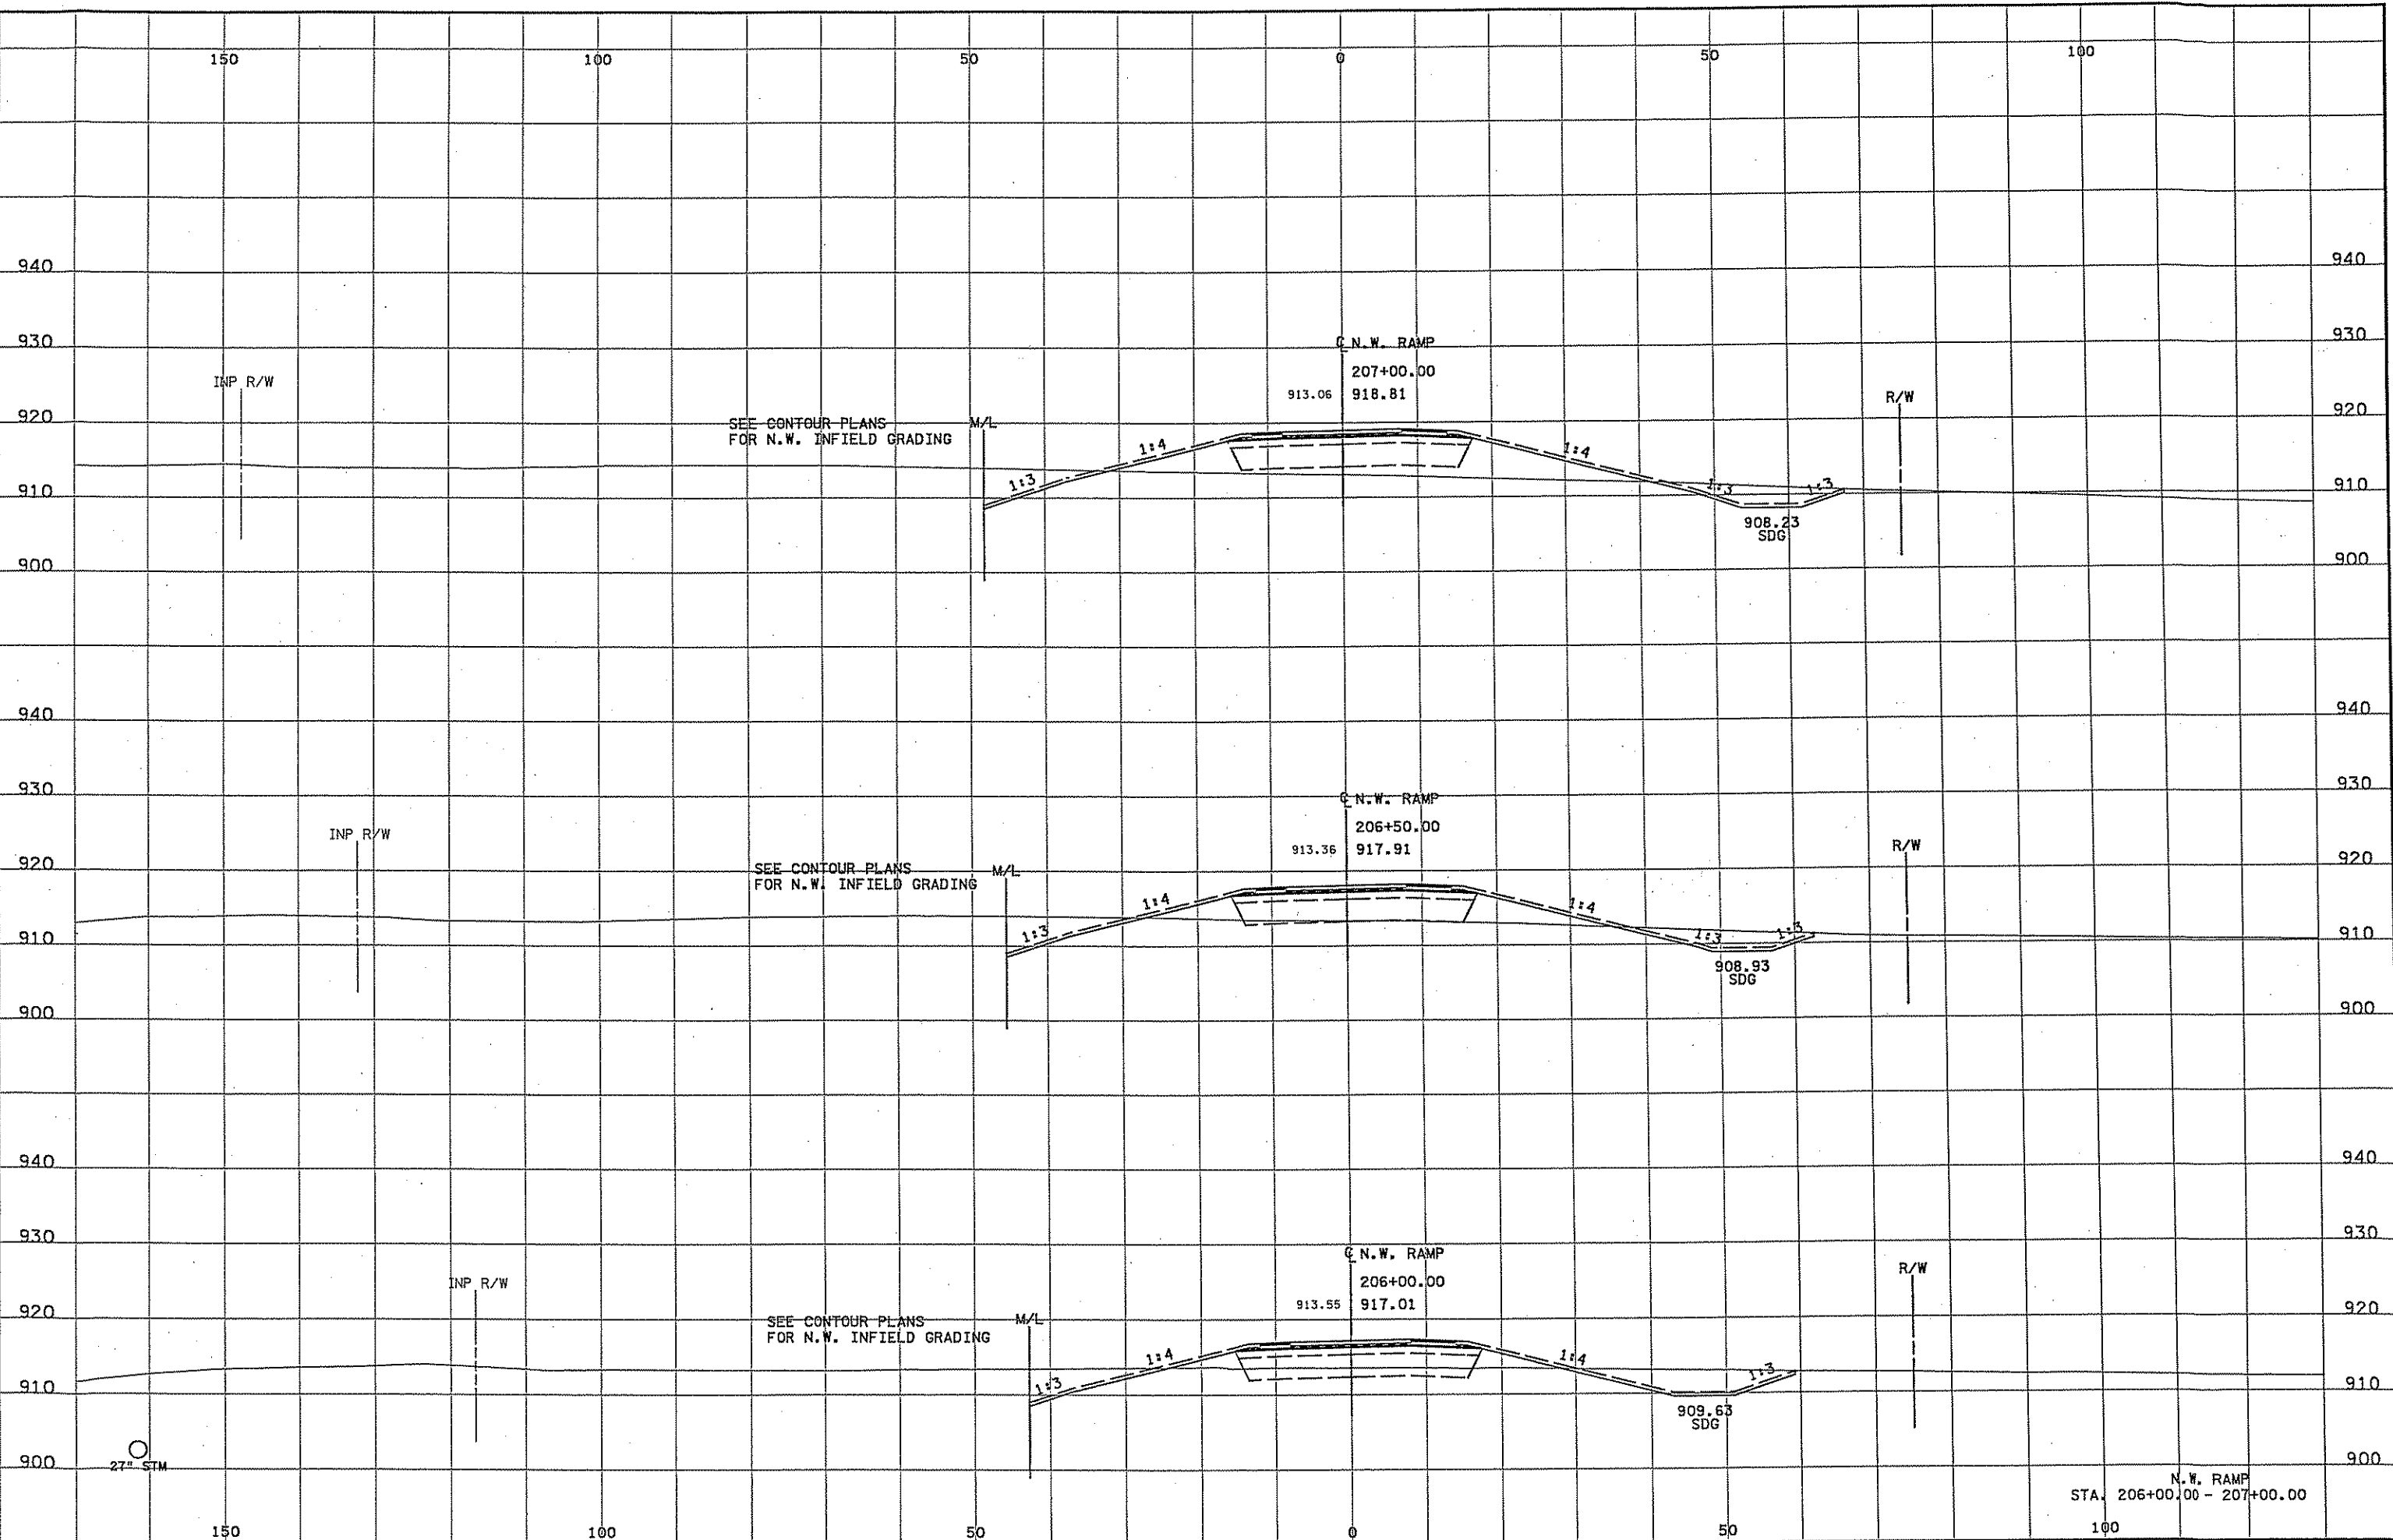 150 100 50 0 50 100
940 940
930 930
℄ N.W. RAMP
207+00.00
INP R/W
913.06 918.81
R/W
920 920
SEE CONTOUR PLANS
FOR N.W. INFIELD GRADING
M/L
1:4 1:4
1:3 1:3 1:3
910 910
908.23
SDG
900 900
940 940
930 930
℄ N.W. RAMP
206+50.00
INP R/W
913.36 917.91
R/W
920 920
SEE CONTOUR PLANS
FOR N.W. INFIELD GRADING
M/L
1:4 1:4
1:3 1:3 1:3
910 910
908.93
SDG
900 900
940 940
930 930
℄ N.W. RAMP
206+00.00
INP R/W
913.55 917.01
R/W
920 920
SEE CONTOUR PLANS
FOR N.W. INFIELD GRADING
M/L
1:4 1:4
1:3 1:3
910 910
909.63
SDG
27" STM
900 900
N.W. RAMP
STA. 206+00.00 - 207+00.00
150 100 50 0 50 100